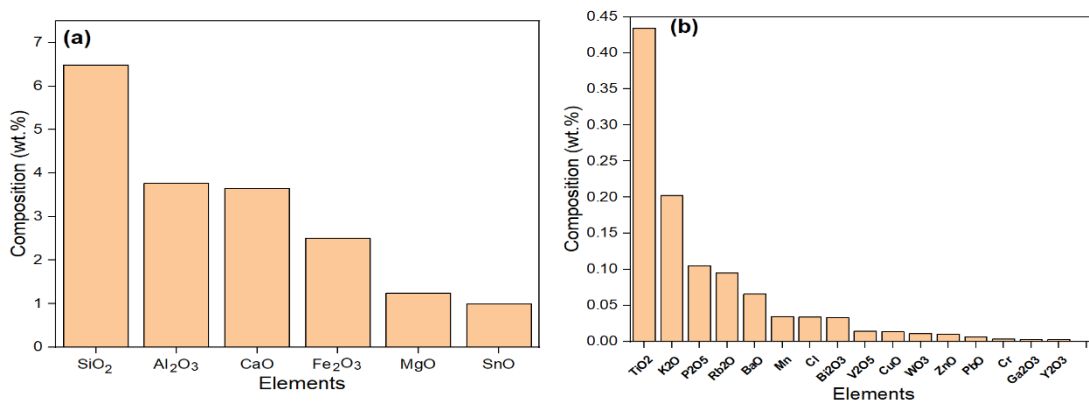 (a)
Composition (wt.%)
7
6
5
4
3
2
1
0
SiO₂ Al₂O₃ CaO Fe₂O₃ MgO SnO
Elements
(b)
Composition (wt.%)
0.45
0.40
0.35
0.30
0.25
0.20
0.15
0.10
0.05
0.00
TiO2 K2O P2O5 Rb2O BaO Mn Cl Bi2O3 V2O5 CuO WO3 ZnO PbO Cr Ga2O3 Y2O3
Elements